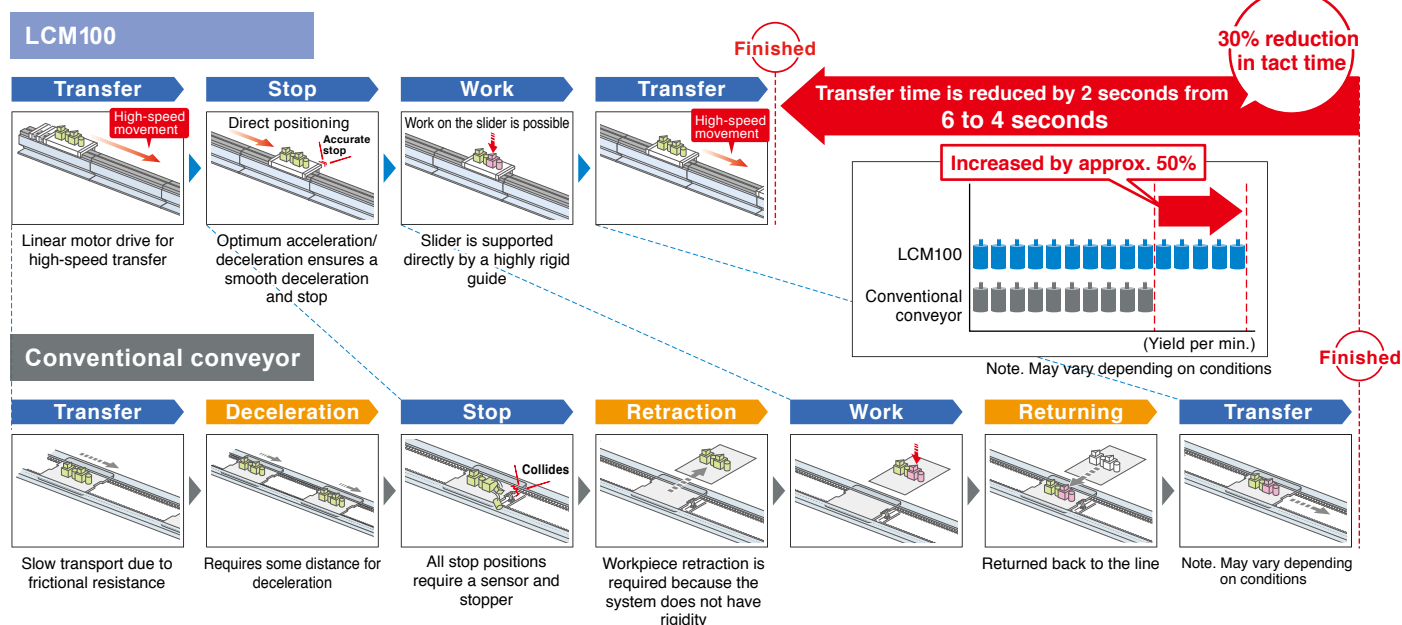 LCM100
Finished
30% reduction
in tact time
Transfer
Stop
Work
Transfer
Transfer time is reduced by 2 seconds from
6 to 4 seconds
High-speed
movement
Direct positioning
Accurate
stop
Work on the slider is possible
High-speed
movement
Linear motor drive for
high-speed transfer
Optimum acceleration/
deceleration ensures a
smooth deceleration
and stop
Slider is supported
directly by a highly rigid
guide
Increased by approx. 50%
LCM100
Conventional
conveyor
(Yield per min.)
Note. May vary depending on conditions
Finished
Conventional conveyor
Transfer
Deceleration
Stop
Retraction
Work
Returning
Transfer
Collides
Slow transport due to
frictional resistance
Requires some distance for
deceleration
All stop positions
require a sensor and
stopper
Workpiece retraction is
required because the
system does not have
rigidity
Returned back to the line
Note. May vary depending
on conditions